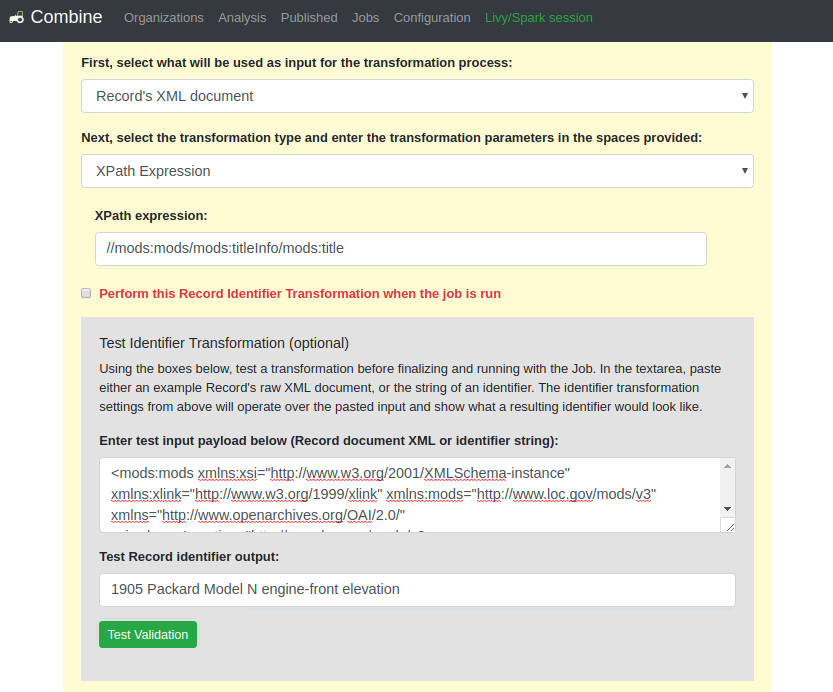 Combine Organizations Analysis Published Jobs Configuration Livy/Spark session
First, select what will be used as input for the transformation process:
Record's XML document
Next, select the transformation type and enter the transformation parameters in the spaces provided:
XPath Expression
XPath expression:
//mods:mods/mods:titleInfo/mods:title
Perform this Record Identifier Transformation when the job is run
Test Identifier Transformation (optional)
Using the boxes below, test a transformation before finalizing and running with the Job. In the textarea, paste
either an example Record's raw XML document, or the string of an identifier. The identifier transformation
settings from above will operate over the pasted input and show what a resulting identifier would look like.
Enter test input payload below (Record document XML or identifier string):
<mods:mods xmlns:xsi="http://www.w3.org/2001/XMLSchema-instance"
xmlns:xlink="http://www.w3.org/1999/xlink" xmlns:mods="http://www.loc.gov/mods/v3"
xmlns="http://www.openarchives.org/OAI/2.0/"
Test Record identifier output:
1905 Packard Model N engine-front elevation
Test Validation